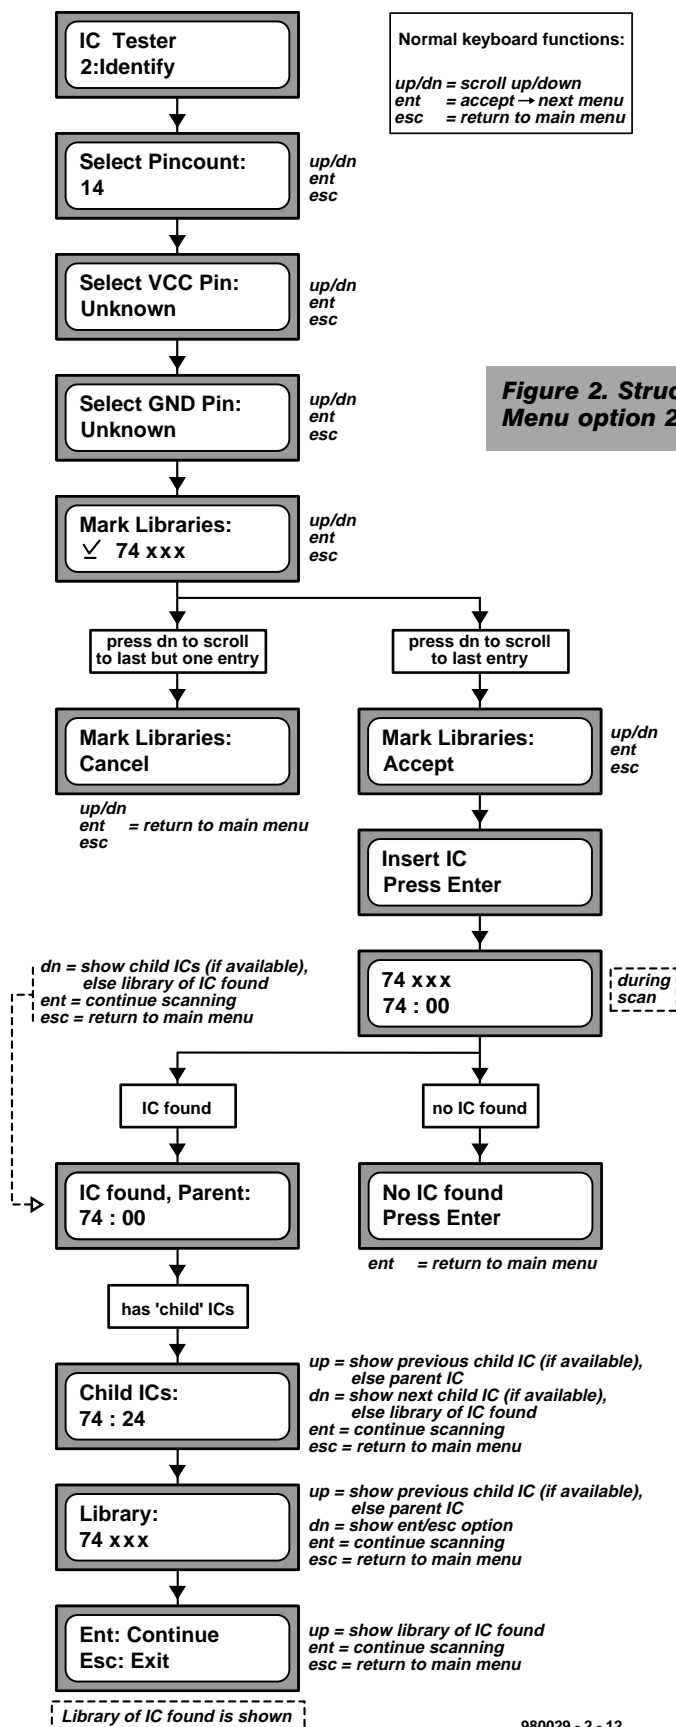 IC Tester
2:Identify
Normal keyboard functions:
up/dn = scroll up/down
ent = accept → next menu
esc = return to main menu
Select Pincount:
14
up/dn
ent
esc
Select VCC Pin:
Unknown
up/dn
ent
esc
Select GND Pin:
Unknown
up/dn
ent
esc
Figure 2. Struc
Menu option 2
Mark Libraries:
✓ 74 xxx
up/dn
ent
esc
press dn to scroll
to last but one entry
press dn to scroll
to last entry
Mark Libraries:
Cancel
up/dn
ent = return to main menu
esc
Mark Libraries:
Accept
up/dn
ent
esc
Insert IC
Press Enter
dn = show child ICs (if available),
else library of IC found
ent = continue scanning
esc = return to main menu
74 xxx
74 : 00
during
scan
IC found
no IC found
IC found, Parent:
74 : 00
No IC found
Press Enter
ent = return to main menu
has 'child' ICs
Child ICs:
74 : 24
up = show previous child IC (if available),
else parent IC
dn = show next child IC (if available),
else library of IC found
ent = continue scanning
esc = return to main menu
Library:
74 xxx
up = show previous child IC (if available),
else parent IC
dn = show ent/esc option
ent = continue scanning
esc = return to main menu
Ent: Continue
Esc: Exit
up = show library of IC found
ent = continue scanning
esc = return to main menu
Library of IC found is shown
980029 - 2 - 12